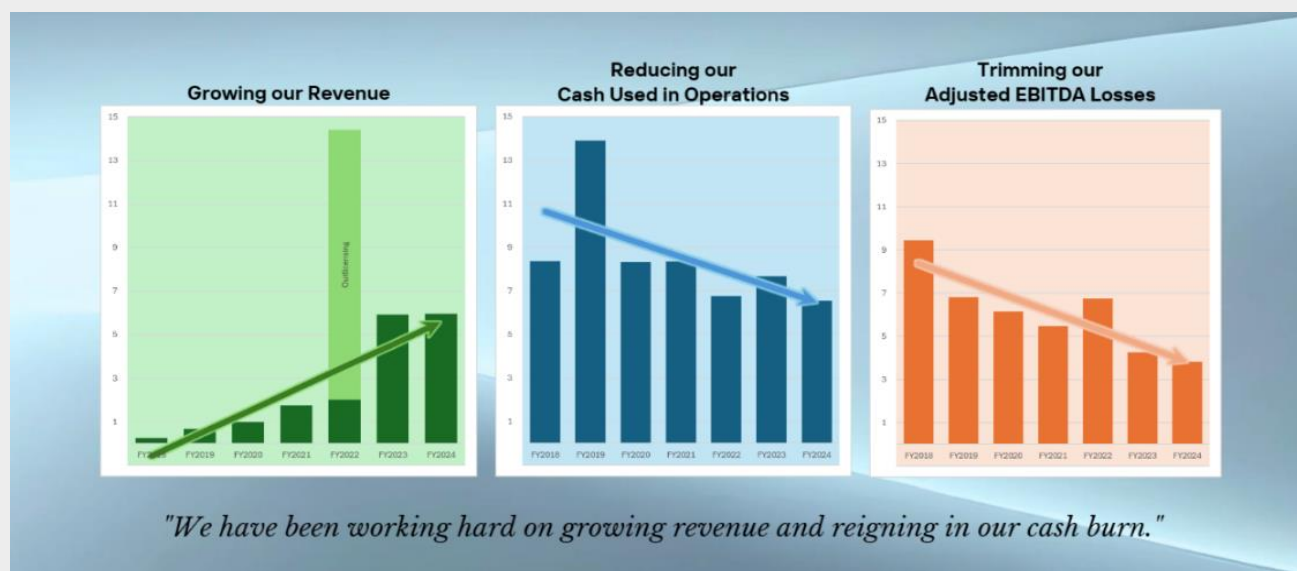 Growing our Revenue
15
13
11
9
7
5
3
1
Outlicensing
FY2018
FY2019
FY2020
FY2021
FY2022
FY2023
FY2024
Reducing our
Cash Used in Operations
15
13
11
9
7
5
3
1
FY2018
FY2019
FY2020
FY2021
FY2022
FY2023
FY2024
Trimming our
Adjusted EBITDA Losses
15
13
11
9
7
5
3
1
FY2018
FY2019
FY2020
FY2021
FY2022
FY2023
FY2024
"We have been working hard on growing revenue and reigning in our cash burn."